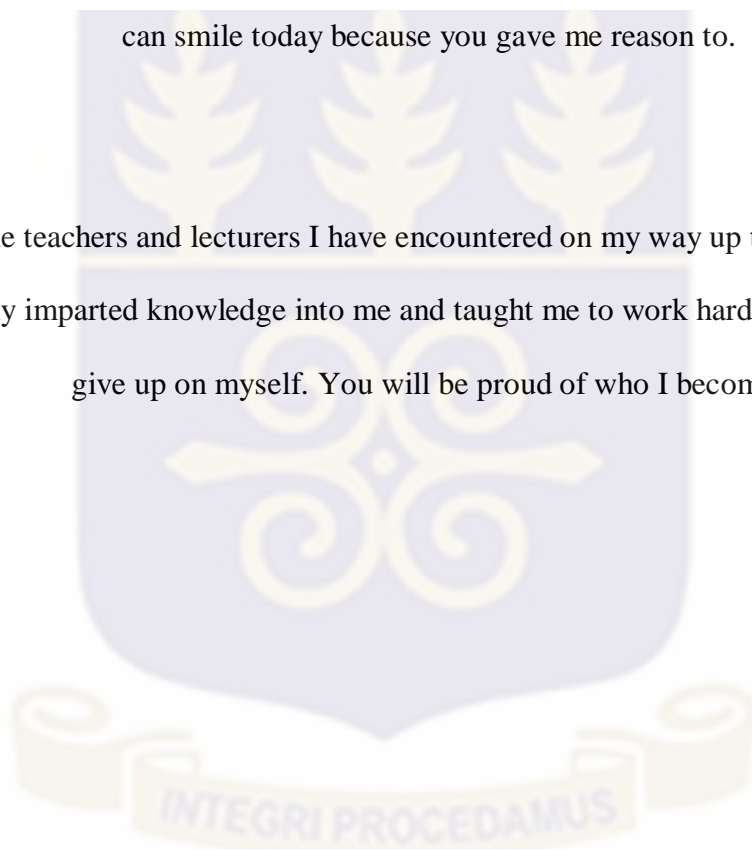 can smile today because you gave me reason to.
e teachers and lecturers I have encountered on my way up t
y imparted knowledge into me and taught me to work hard
give up on myself. You will be proud of who I becom
INTEGRI PROCEDAMUS